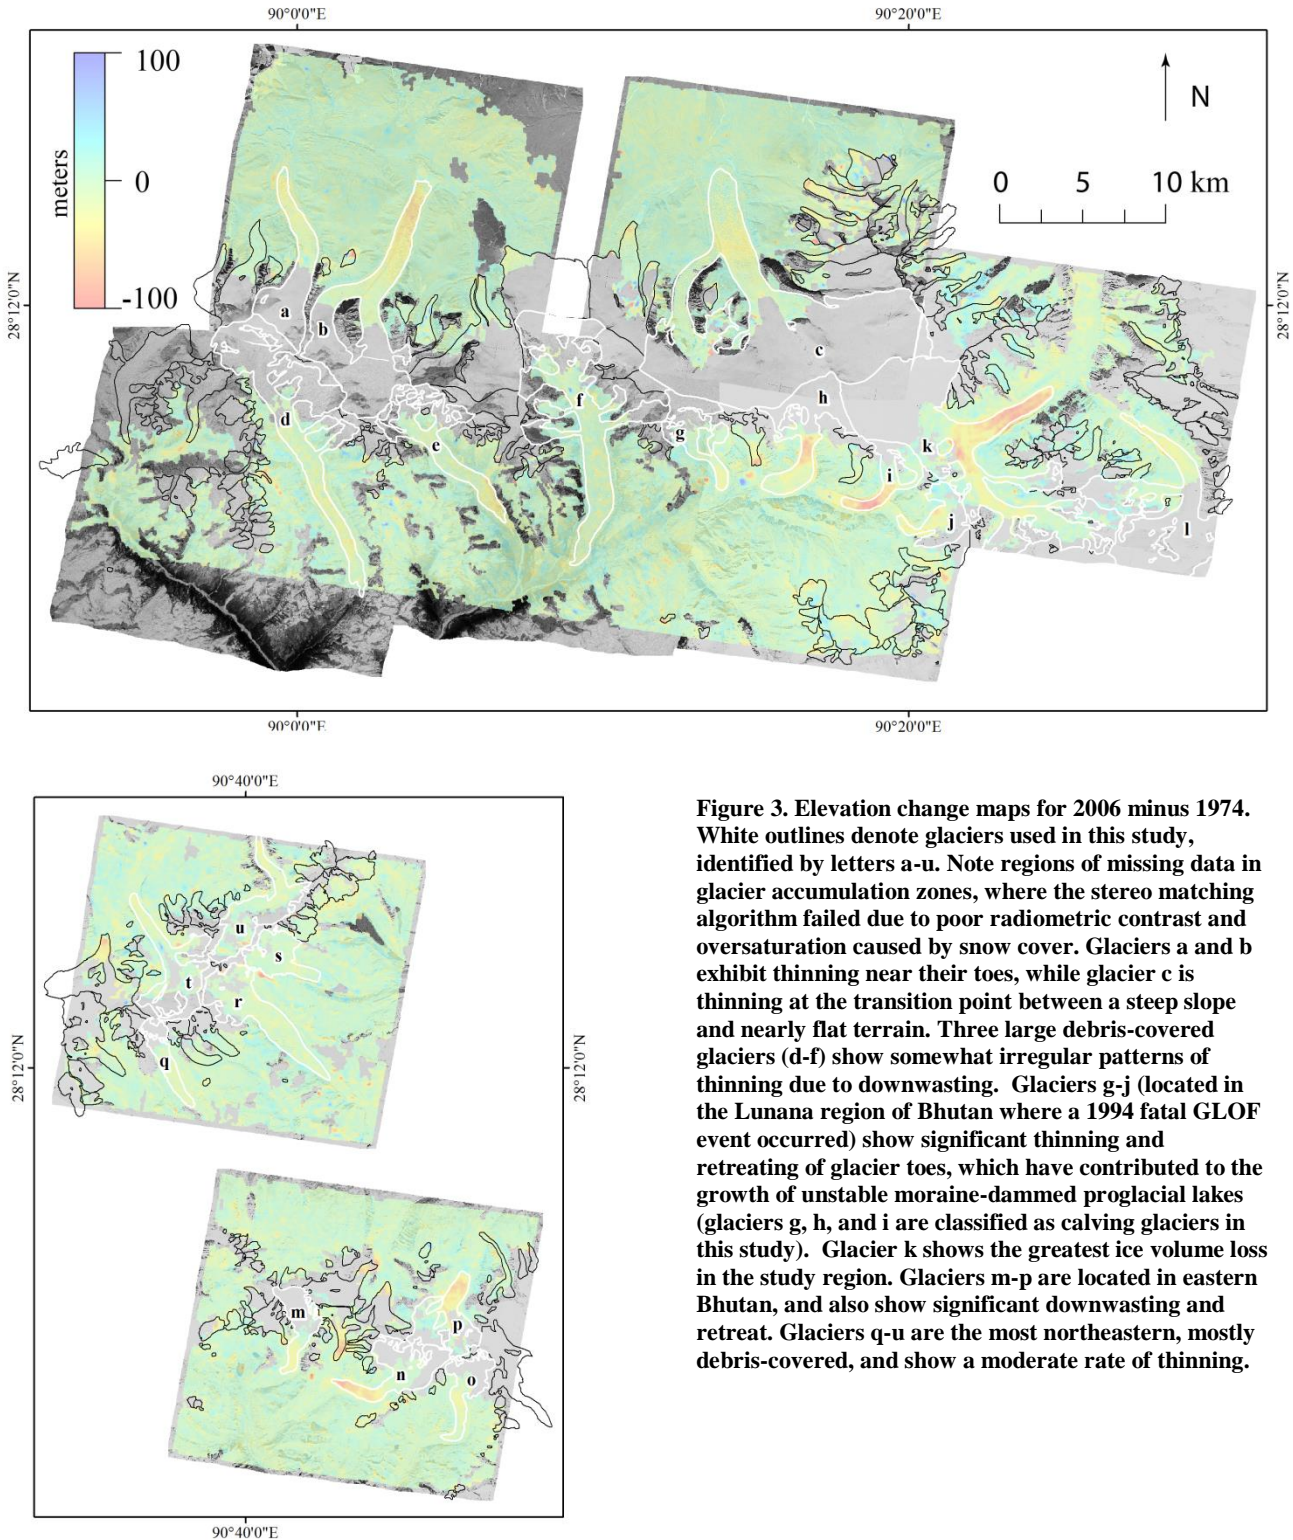 90°0'0"E
90°20'0"E
100
0
-100
meters
N
0 5 10 km
28°12'0"N
28°12'0"N
a
b
c
d
e
f
g
h
i
j
k
l
90°0'0"E
90°20'0"E
90°40'0"E
28°12'0"N
28°12'0"N
u
s
t
r
q
m
p
n
o
90°40'0"E
Figure 3. Elevation change maps for 2006 minus 1974.
White outlines denote glaciers used in this study,
identified by letters a-u. Note regions of missing data in
glacier accumulation zones, where the stereo matching
algorithm failed due to poor radiometric contrast and
oversaturation caused by snow cover. Glaciers a and b
exhibit thinning near their toes, while glacier c is
thinning at the transition point between a steep slope
and nearly flat terrain. Three large debris-covered
glaciers (d-f) show somewhat irregular patterns of
thinning due to downwasting.  Glaciers g-j (located in
the Lunana region of Bhutan where a 1994 fatal GLOF
event occurred) show significant thinning and
retreating of glacier toes, which have contributed to the
growth of unstable moraine-dammed proglacial lakes
(glaciers g, h, and i are classified as calving glaciers in
this study).  Glacier k shows the greatest ice volume loss
in the study region. Glaciers m-p are located in eastern
Bhutan, and also show significant downwasting and
retreat. Glaciers q-u are the most northeastern, mostly
debris-covered, and show a moderate rate of thinning.